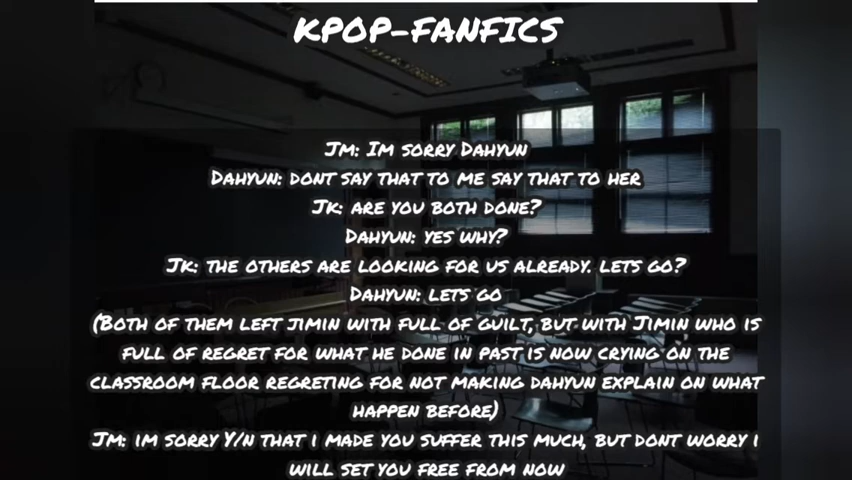 KPOP-FANFICS
JM: IM SORRY DAHYUN
DAHYUN: DONT SAY THAT TO ME SAY THAT TO HER
JK: ARE YOU BOTH DONE?
DAHYUN: YES WHY?
JK: THE OTHERS ARE LOOKING FOR US ALREADY. LETS GO?
DAHYUN: LETS GO
(BOTH OF THEM LEFT JIMIN WITH FULL OF GUILT, BUT WITH JIMIN WHO IS
FULL OF REGRET FOR WHAT HE DONE IN PAST IS NOW CRYING ON THE
CLASSROOM FLOOR REGRETING FOR NOT MAKING DAHYUN EXPLAIN ON WHAT
HAPPEN BEFORE)
JM: IM SORRY Y/N THAT I MADE YOU SUFFER THIS MUCH, BUT DONT WORRY I
WILL SET YOU FREE FROM NOW